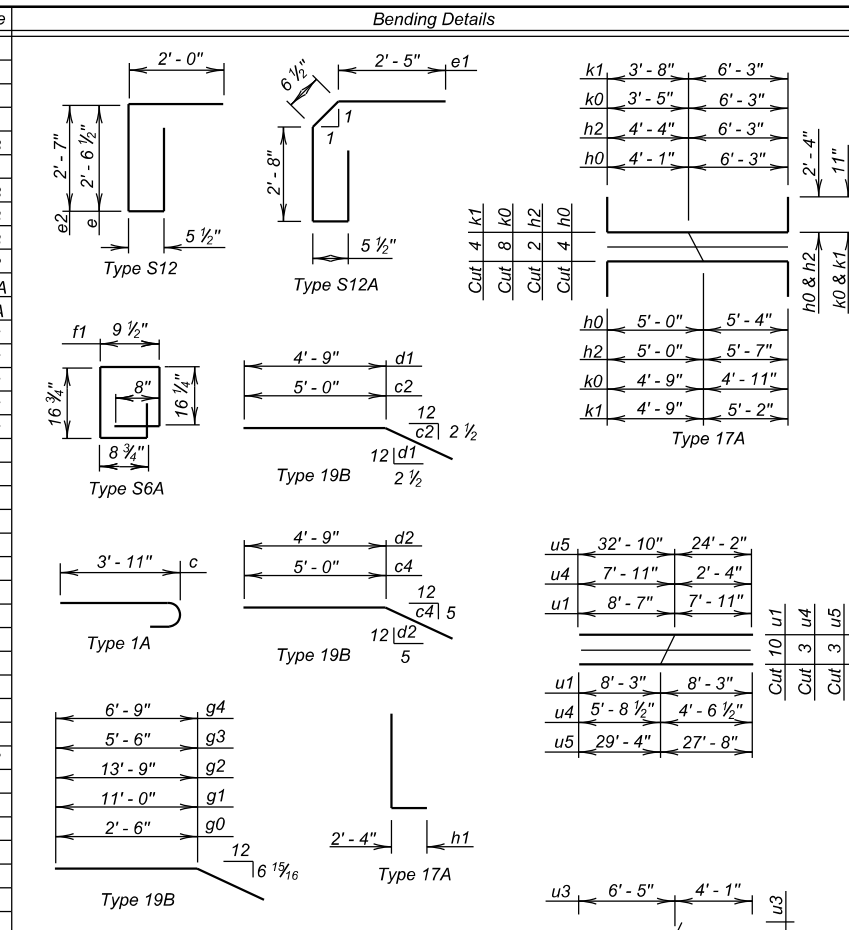 e
Bending Details
2' - 0"
2' - 7"
2' - 6 ½"
e2
e
5 ½"
Type S12
6 ½"
2' - 5"
e1
1
1
2' - 8"
5 ½"
Type S12A
k1 3' - 8" 6' - 3"
k0 3' - 5" 6' - 3"
h2 4' - 4" 6' - 3"
h0 4' - 1" 6' - 3"
2' - 4"
11"
Cut 4 k1
Cut 8 k0
Cut 2 h2
Cut 4 h0
h0 & h2
k0 & k1
h0 5' - 0" 5' - 4"
h2 5' - 0" 5' - 7"
k0 4' - 9" 4' - 11"
k1 4' - 9" 5' - 2"
Type 17A
A
A
f1 9 ½"
16 ¾"
8"
16 ¼"
8 ¾"
Type S6A
4' - 9" d1
5' - 0" c2
12
c2 2 ½
12 d1
2 ½
Type 19B
3' - 11" c
Type 1A
4' - 9" d2
5' - 0" c4
12
c4 5
12 d2
5
Type 19B
u5 32' - 10" 24' - 2"
u4 7' - 11" 2' - 4"
u1 8' - 7" 7' - 11"
Cut 10 u1
Cut 3 u4
Cut 3 u5
u1 8' - 3" 8' - 3"
u4 5' - 8 ½" 4' - 6 ½"
u5 29' - 4" 27' - 8"
6' - 9" g4
5' - 6" g3
13' - 9" g2
11' - 0" g1
2' - 6" g0
12
6 15/16
Type 19B
2' - 4" h1
Type 17A
u3 6' - 5" 4' - 1"
u3